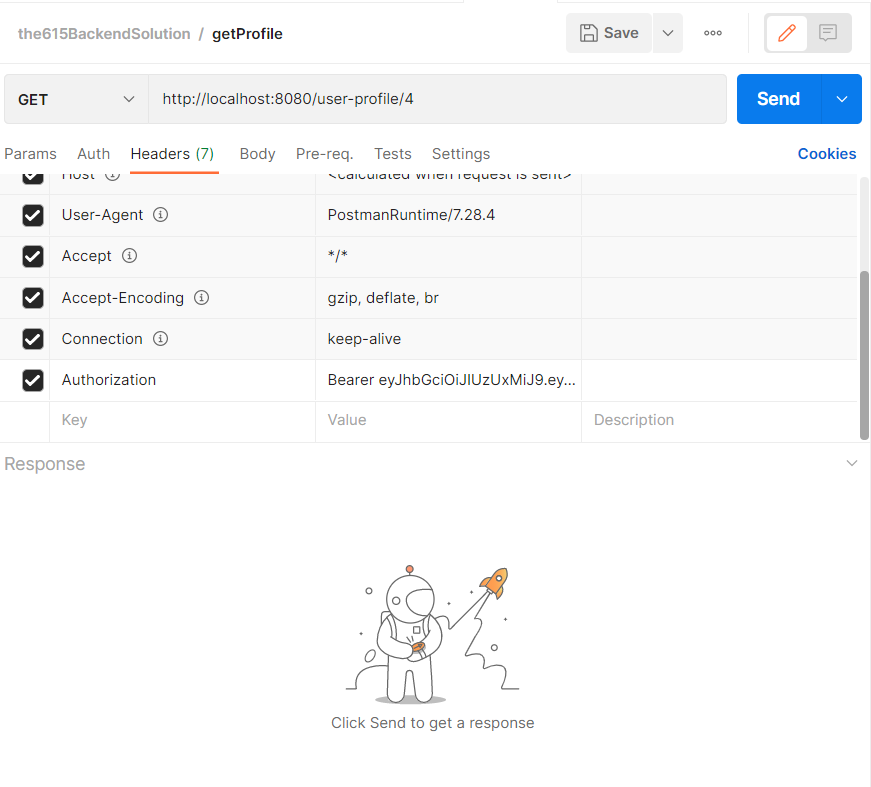 the615BackendSolution / getProfile
Save
GET http://localhost:8080/user-profile/4 Send
Params Auth Headers (7) Body Pre-req. Tests Settings Cookies
Host <calculated when request is sent>
User-Agent PostmanRuntime/7.28.4
Accept */*
Accept-Encoding gzip, deflate, br
Connection keep-alive
Authorization Bearer eyJhbGciOiJIUzUxMiJ9.ey...
Key Value Description
Response
Click Send to get a response